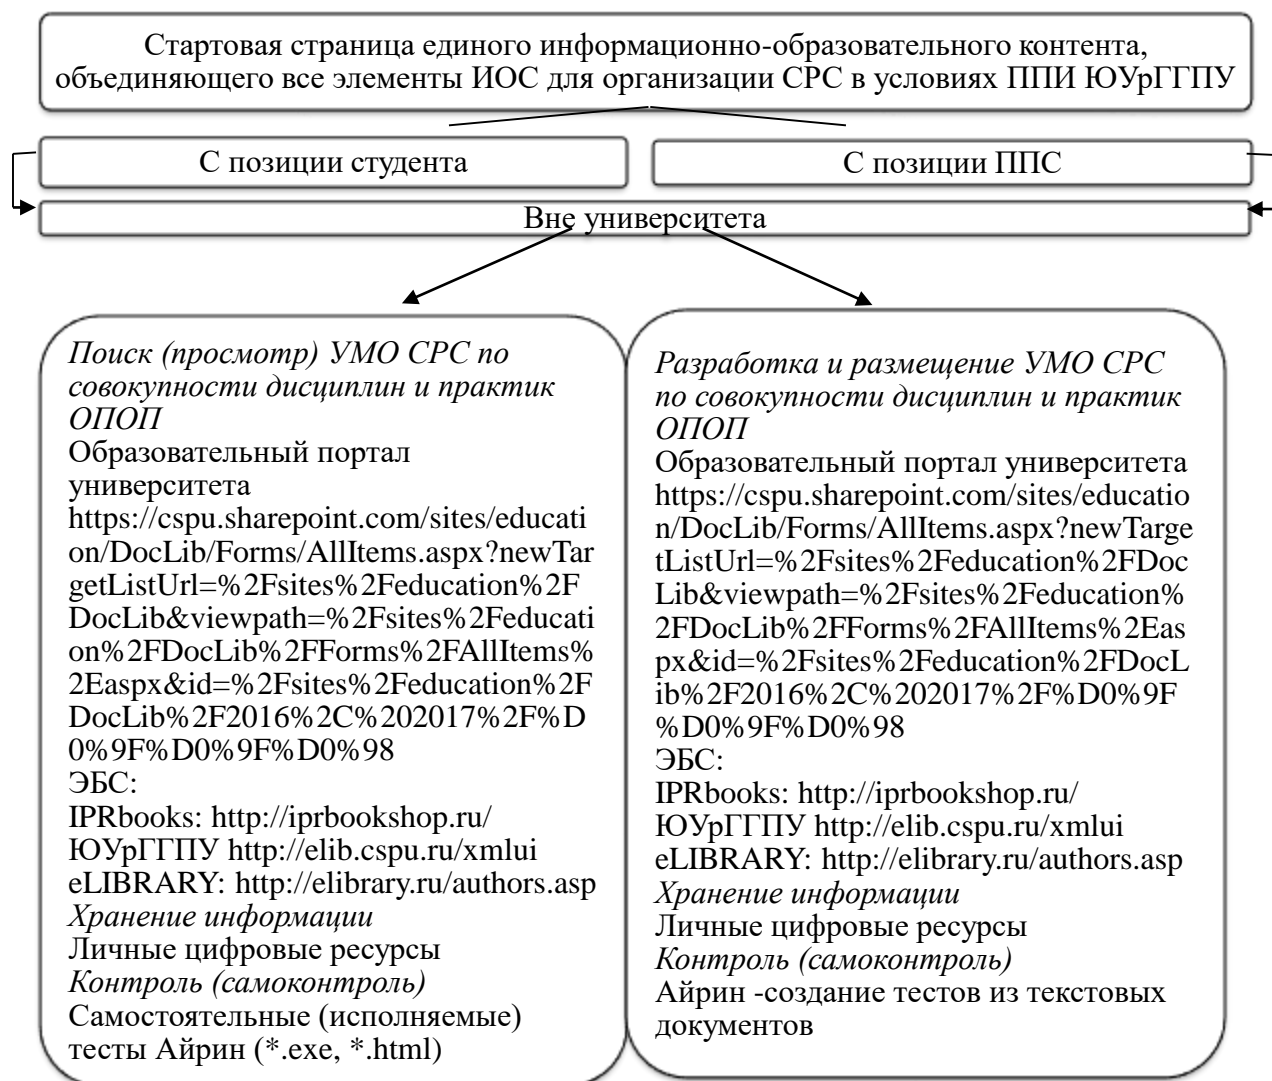 Стартовая страница единого информационно-образовательного контента,
объединяющего все элементы ИОС для организации СРС в условиях ППИ ЮУрГГПУ
С позиции студента
С позиции ППС
Вне университета
Поиск (просмотр) УМО СРС по
совокупности дисциплин и практик
ОПОП
Образовательный портал
университета
https://cspu.sharepoint.com/sites/educati
on/DocLib/Forms/AllItems.aspx?newTar
getListUrl=%2Fsites%2Feducation%2F
DocLib&viewpath=%2Fsites%2Feducati
on%2FDocLib%2FForms%2FAllItems%
2Easpx&id=%2Fsites%2Feducation%2F
DocLib%2F2016%2C%202017%2F%D
0%9F%D0%9F%D0%98
ЭБС:
IPRbooks: http://iprbookshop.ru/
ЮУрГГПУ http://elib.cspu.ru/xmlui
eLIBRARY: http://elibrary.ru/authors.asp
Хранение информации
Личные цифровые ресурсы
Контроль (самоконтроль)
Самостоятельные (исполняемые)
тесты Айрин (*.exe, *.html)
Разработка и размещение УМО СРС
по совокупности дисциплин и практик
ОПОП
Образовательный портал университета
https://cspu.sharepoint.com/sites/educatio
n/DocLib/Forms/AllItems.aspx?newTarge
tListUrl=%2Fsites%2Feducation%2FDoc
Lib&viewpath=%2Fsites%2Feducation%
2FDocLib%2FForms%2FAllItems%2Eas
px&id=%2Fsites%2Feducation%2FDocL
ib%2F2016%2C%202017%2F%D0%9F
%D0%9F%D0%98
ЭБС:
IPRbooks: http://iprbookshop.ru/
ЮУрГГПУ http://elib.cspu.ru/xmlui
eLIBRARY: http://elibrary.ru/authors.asp
Хранение информации
Личные цифровые ресурсы
Контроль (самоконтроль)
Айрин -создание тестов из текстовых
документов